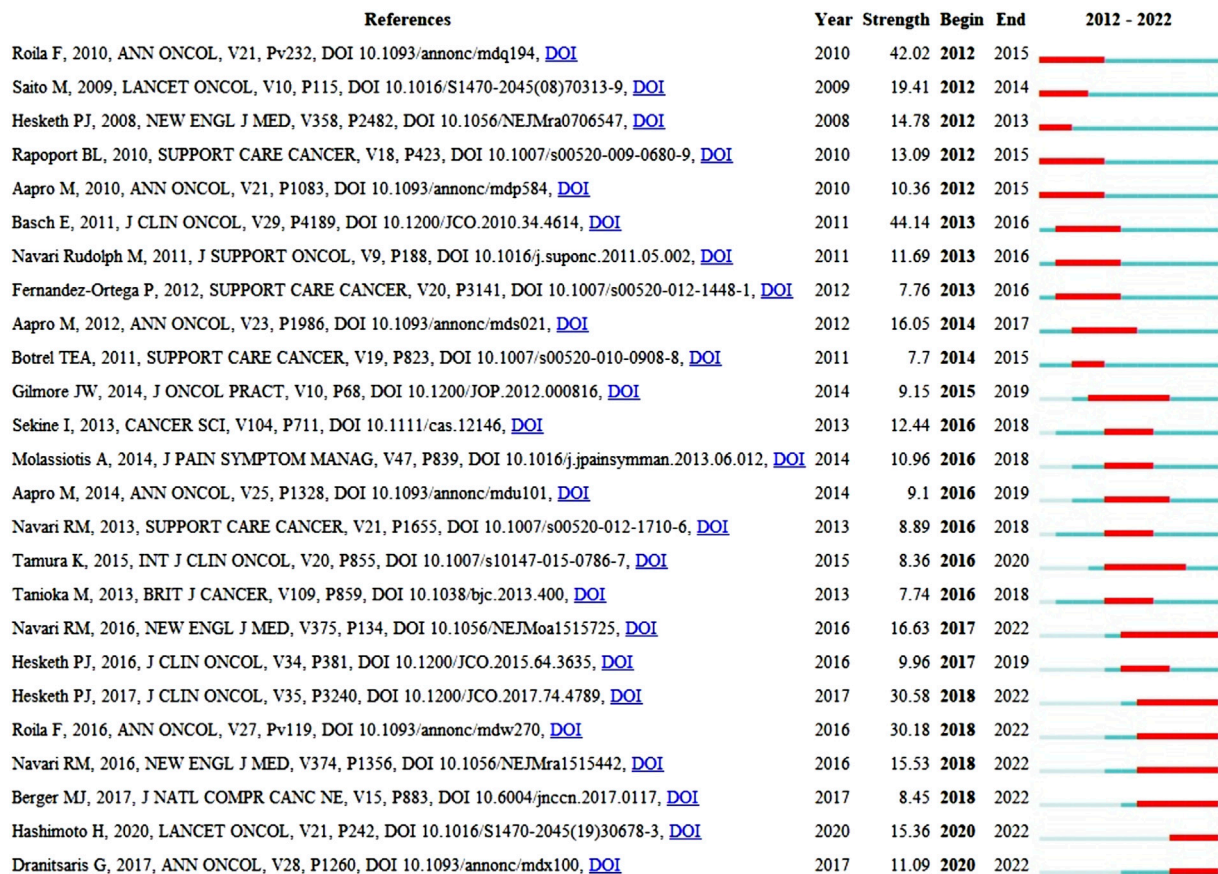 References Year Strength Begin End 2012 - 2022
Roila F, 2010, ANN ONCOL, V21, Pv232, DOI 10.1093/annonc/mdq194, DOI 2010 42.02 2012 2015
Saito M, 2009, LANCET ONCOL, V10, P115, DOI 10.1016/S1470-2045(08)70313-9, DOI 2009 19.41 2012 2014
Hesketh PJ, 2008, NEW ENGL J MED, V358, P2482, DOI 10.1056/NEJMra0706547, DOI 2008 14.78 2012 2013
Rapoport BL, 2010, SUPPORT CARE CANCER, V18, P423, DOI 10.1007/s00520-009-0680-9, DOI 2010 13.09 2012 2015
Aapro M, 2010, ANN ONCOL, V21, P1083, DOI 10.1093/annonc/mdp584, DOI 2010 10.36 2012 2015
Basch E, 2011, J CLIN ONCOL, V29, P4189, DOI 10.1200/JCO.2010.34.4614, DOI 2011 44.14 2013 2016
Navari Rudolph M, 2011, J SUPPORT ONCOL, V9, P188, DOI 10.1016/j.suponc.2011.05.002, DOI 2011 11.69 2013 2016
Fernandez-Ortega P, 2012, SUPPORT CARE CANCER, V20, P3141, DOI 10.1007/s00520-012-1448-1, DOI 2012 7.76 2013 2016
Aapro M, 2012, ANN ONCOL, V23, P1986, DOI 10.1093/annonc/mds021, DOI 2012 16.05 2014 2017
Botrel TEA, 2011, SUPPORT CARE CANCER, V19, P823, DOI 10.1007/s00520-010-0908-8, DOI 2011 7.7 2014 2015
Gilmore JW, 2014, J ONCOL PRACT, V10, P68, DOI 10.1200/JOP.2012.000816, DOI 2014 9.15 2015 2019
Sekine I, 2013, CANCER SCI, V104, P711, DOI 10.1111/cas.12146, DOI 2013 12.44 2016 2018
Molassiotis A, 2014, J PAIN SYMPTOM MANAG, V47, P839, DOI 10.1016/j.jpainsymman.2013.06.012, DOI 2014 10.96 2016 2018
Aapro M, 2014, ANN ONCOL, V25, P1328, DOI 10.1093/annonc/mdu101, DOI 2014 9.1 2016 2019
Navari RM, 2013, SUPPORT CARE CANCER, V21, P1655, DOI 10.1007/s00520-012-1710-6, DOI 2013 8.89 2016 2018
Tamura K, 2015, INT J CLIN ONCOL, V20, P855, DOI 10.1007/s10147-015-0786-7, DOI 2015 8.36 2016 2020
Tanioka M, 2013, BRIT J CANCER, V109, P859, DOI 10.1038/bjc.2013.400, DOI 2013 7.74 2016 2018
Navari RM, 2016, NEW ENGL J MED, V375, P134, DOI 10.1056/NEJMoa1515725, DOI 2016 16.63 2017 2022
Hesketh PJ, 2016, J CLIN ONCOL, V34, P381, DOI 10.1200/JCO.2015.64.3635, DOI 2016 9.96 2017 2019
Hesketh PJ, 2017, J CLIN ONCOL, V35, P3240, DOI 10.1200/JCO.2017.74.4789, DOI 2017 30.58 2018 2022
Roila F, 2016, ANN ONCOL, V27, Pv119, DOI 10.1093/annonc/mdw270, DOI 2016 30.18 2018 2022
Navari RM, 2016, NEW ENGL J MED, V374, P1356, DOI 10.1056/NEJMra1515442, DOI 2016 15.53 2018 2022
Berger MJ, 2017, J NATL COMPR CANC NE, V15, P883, DOI 10.6004/jnccn.2017.0117, DOI 2017 8.45 2018 2022
Hashimoto H, 2020, LANCET ONCOL, V21, P242, DOI 10.1016/S1470-2045(19)30678-3, DOI 2020 15.36 2020 2022
Dranitsaris G, 2017, ANN ONCOL, V28, P1260, DOI 10.1093/annonc/mdx100, DOI 2017 11.09 2020 2022